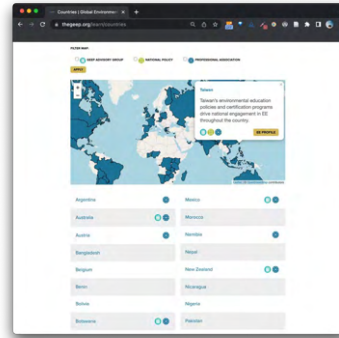 Countries | Global Environmen
thegeep.org/learn/countries
FILTER MAP:
GEEP ADVISORY GROUP
NATIONAL POLICY
PROFESSIONAL ASSOCIATION
APPLY
Taiwan
Taiwan's environmental education
policies and certification programs
drive national engagement in EE
throughout the country.
EE PROFILE
Argentina
Mexico
Australia
Morocco
Austria
Namibia
Bangladesh
Nepal
Belgium
New Zealand
Benin
Nicaragua
Bolivia
Nigeria
Botswana
Pakistan